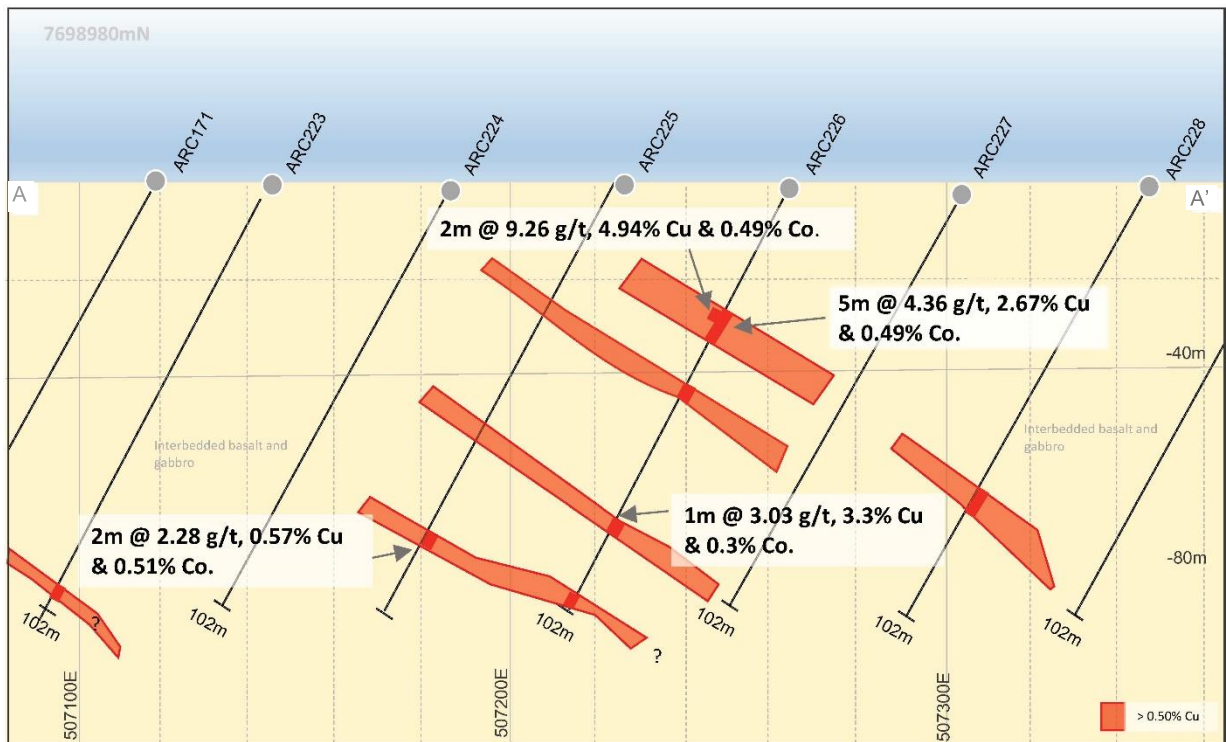 7698980mN
ARC171
ARC223
ARC224
ARC225
ARC226
ARC227
ARC228
A
A'
2m @ 9.26 g/t, 4.94% Cu & 0.49% Co.
5m @ 4.36 g/t, 2.67% Cu
& 0.49% Co.
-40m
Interbedded basalt and
gabbro
Interbedded basalt and
gabbro
2m @ 2.28 g/t, 0.57% Cu
& 0.51% Co.
1m @ 3.03 g/t, 3.3% Cu
& 0.3% Co.
-80m
102m
?
102m
102m
?
102m
102m
102m
507100E
507200E
507300E
> 0.50% Cu